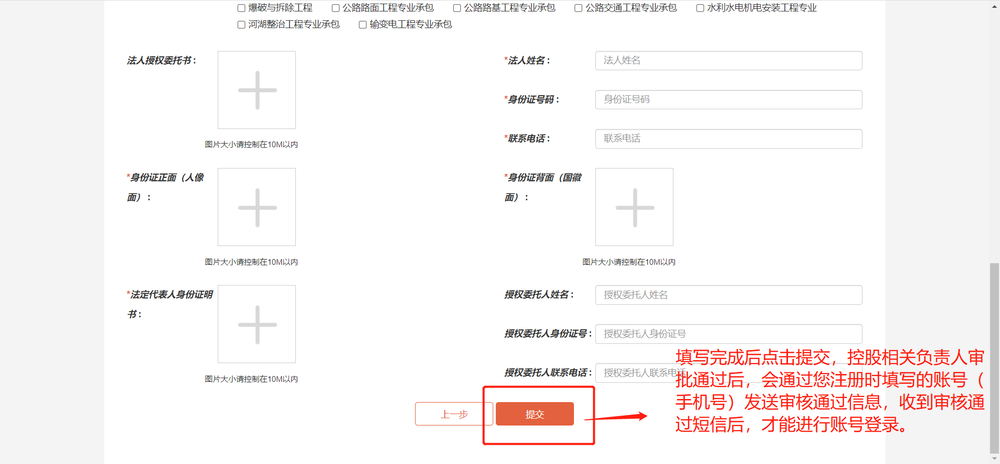 爆破与拆除工程 公路路面工程专业承包 公路路基工程专业承包 公路交通工程专业承包 水利水电机电安装工程专业
河湖整治工程专业承包 输变电工程专业承包
法人授权委托书：
图片大小请控制在10M以内
*法人姓名： 法人姓名
*身份证号码： 身份证号码
*联系电话： 联系电话
*身份证正面（人像
面）：
图片大小请控制在10M以内
*身份证背面（国徽
面）：
图片大小请控制在10M以内
*法定代表人身份证明
书：
图片大小请控制在10M以内
授权委托人姓名： 授权委托人姓名
授权委托人身份证号： 授权委托人身份证号
授权委托人联系电话： 授权委托人联系电话
上一步 提交
填写完成后点击提交，控股相关负责人审
批通过后，会通过您注册时填写的账号（
手机号）发送审核通过信息，收到审核通
过短信后，才能进行账号登录。